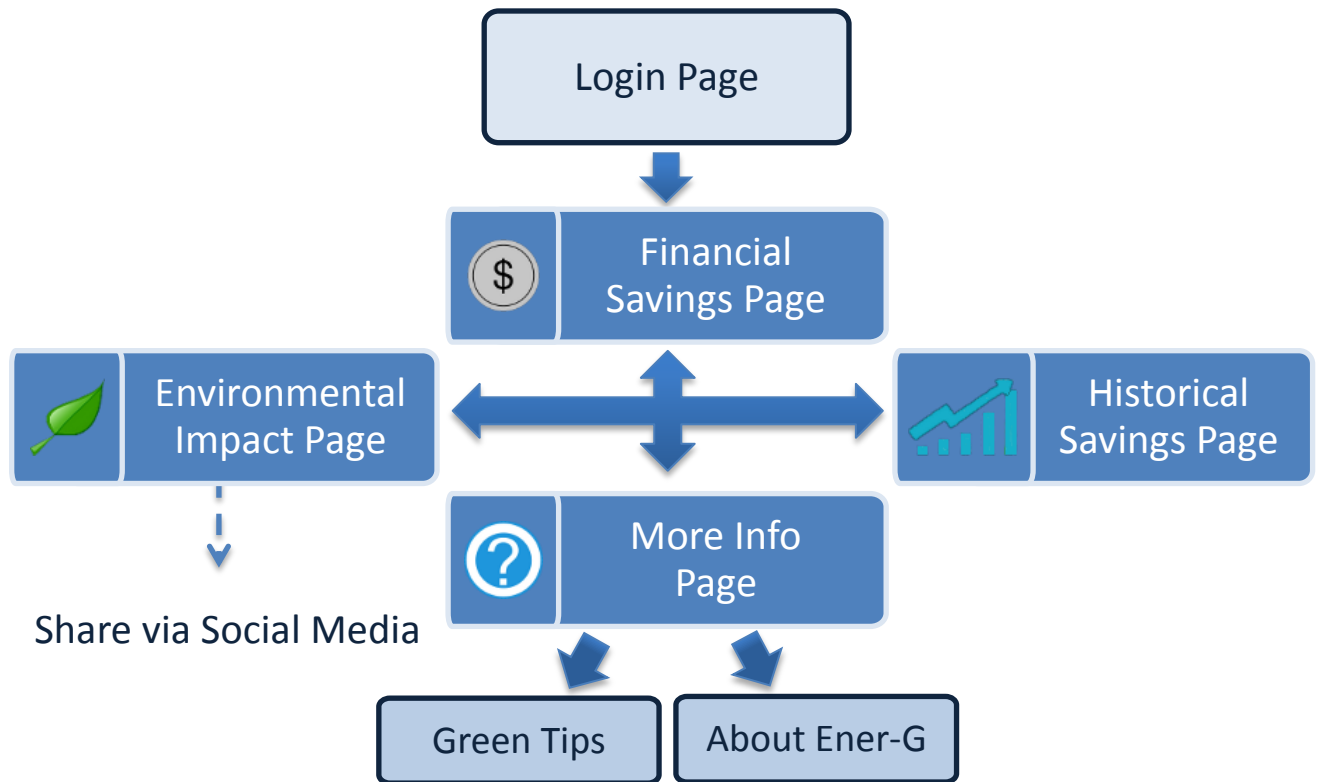 Login Page
$
Financial
Savings Page
Environmental
Impact Page
Historical
Savings Page
?
More Info
Page
Share via Social Media
Green Tips
About Ener-G